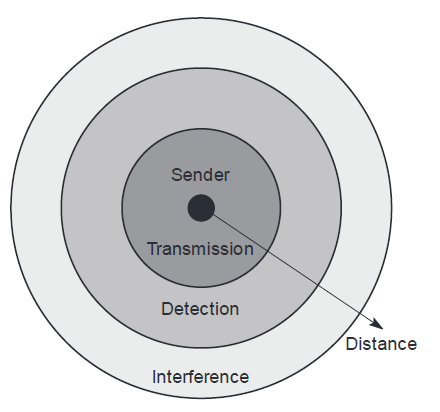 Sender
Transmission
Detection
Distance
Interference